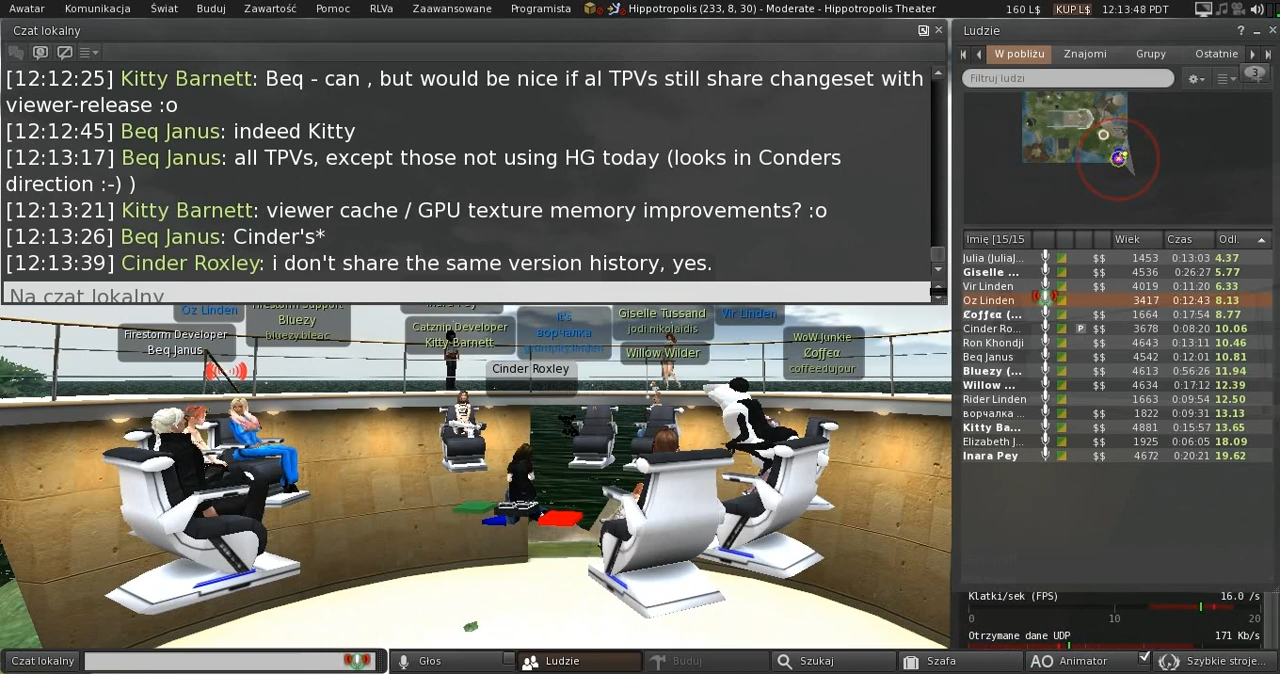 Awatar Komunikacja Świat Buduj Zawartość Pomoc RLVa Zaawansowane Programista Hippotropolis (233, 8, 30) - Moderate - Hippotropolis Theater 160 L$ KUP L$ 12:13:48 PDT
Czat lokalny
[12:12:25] Kitty Barnett: Beq - can , but would be nice if al TPVs still share changeset with
viewer-release :o
[12:12:45] Beq Janus: indeed Kitty
[12:13:17] Beq Janus: all TPVs, except those not using HG today (looks in Conders
direction :-) )
[12:13:21] Kitty Barnett: viewer cache / GPU texture memory improvements? :o
[12:13:26] Beq Janus: Cinder's*
[12:13:39] Cinder Roxley: i don't share the same version history, yes.
Na czat lokalny
Oz Linden
Firestorm Support
Bluezy
bluezy.bleac
Firestorm Developer
Beq Janus
Catznip Developer
Kitty Barnett
it's
ворчалка
Giselle Tussand
jodi.nikolaidis
Vir Linden
Willow Wilder
WoW Junkie
Coffee
coffeedujour
Cinder Roxley
Ludzie
W pobliżu Znajomi Grupy Ostatnie
3
Filtruj ludzi
Imię [15/15 Wiek Czas Odl.
Julia (JuliaJ... $$ 1453 0:13:03 4.37
Giselle ... $$ 4536 0:26:27 5.77
Vir Linden $$ 4019 0:11:20 6.33
Oz Linden 3417 0:12:43 8.13
Coffee (... $$ 1664 0:17:54 8.77
Cinder Ro... P $$ 3678 0:08:20 10.06
Ron Khondji $$ 4643 0:13:11 10.46
Beq Janus $$ 4542 0:12:01 10.81
Bluezy (... $$ 4613 0:56:26 11.94
Willow ... $$ 4634 0:17:12 12.39
Rider Linden 1663 0:09:54 12.50
ворчалка ... $$ 1822 0:09:31 13.13
Kitty Ba... $$ 4881 0:15:57 13.65
Elizabeth J... $$ 1925 0:06:05 18.09
Inara Pey $$ 4672 0:20:21 19.62
Klatki/sek (FPS) 16.0 /s
0 10 20
Otrzymane dane UDP 171 Kb/s
Czat lokalny Głos Ludzie Buduj Szukaj Szafa AO Animator Szybkie stroje...